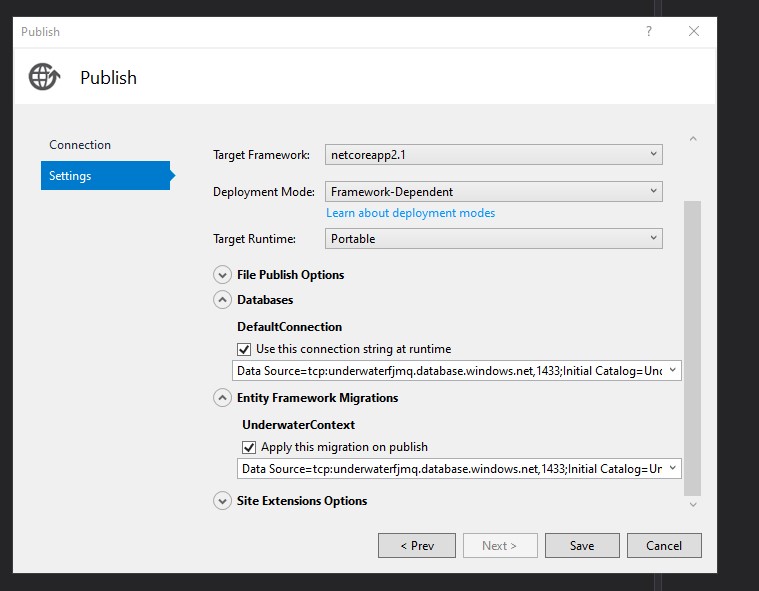 Publish
?
Publish
Connection
Settings
Target Framework: netcoreapp2.1
Deployment Mode: Framework-Dependent
Learn about deployment modes
Target Runtime: Portable
File Publish Options
Databases
DefaultConnection
Use this connection string at runtime
Data Source=tcp:underwaterfjmq.database.windows.net,1433;Initial Catalog=Und
Entity Framework Migrations
UnderwaterContext
Apply this migration on publish
Data Source=tcp:underwaterfjmq.database.windows.net,1433;Initial Catalog=Un
Site Extensions Options
< Prev Next > Save Cancel